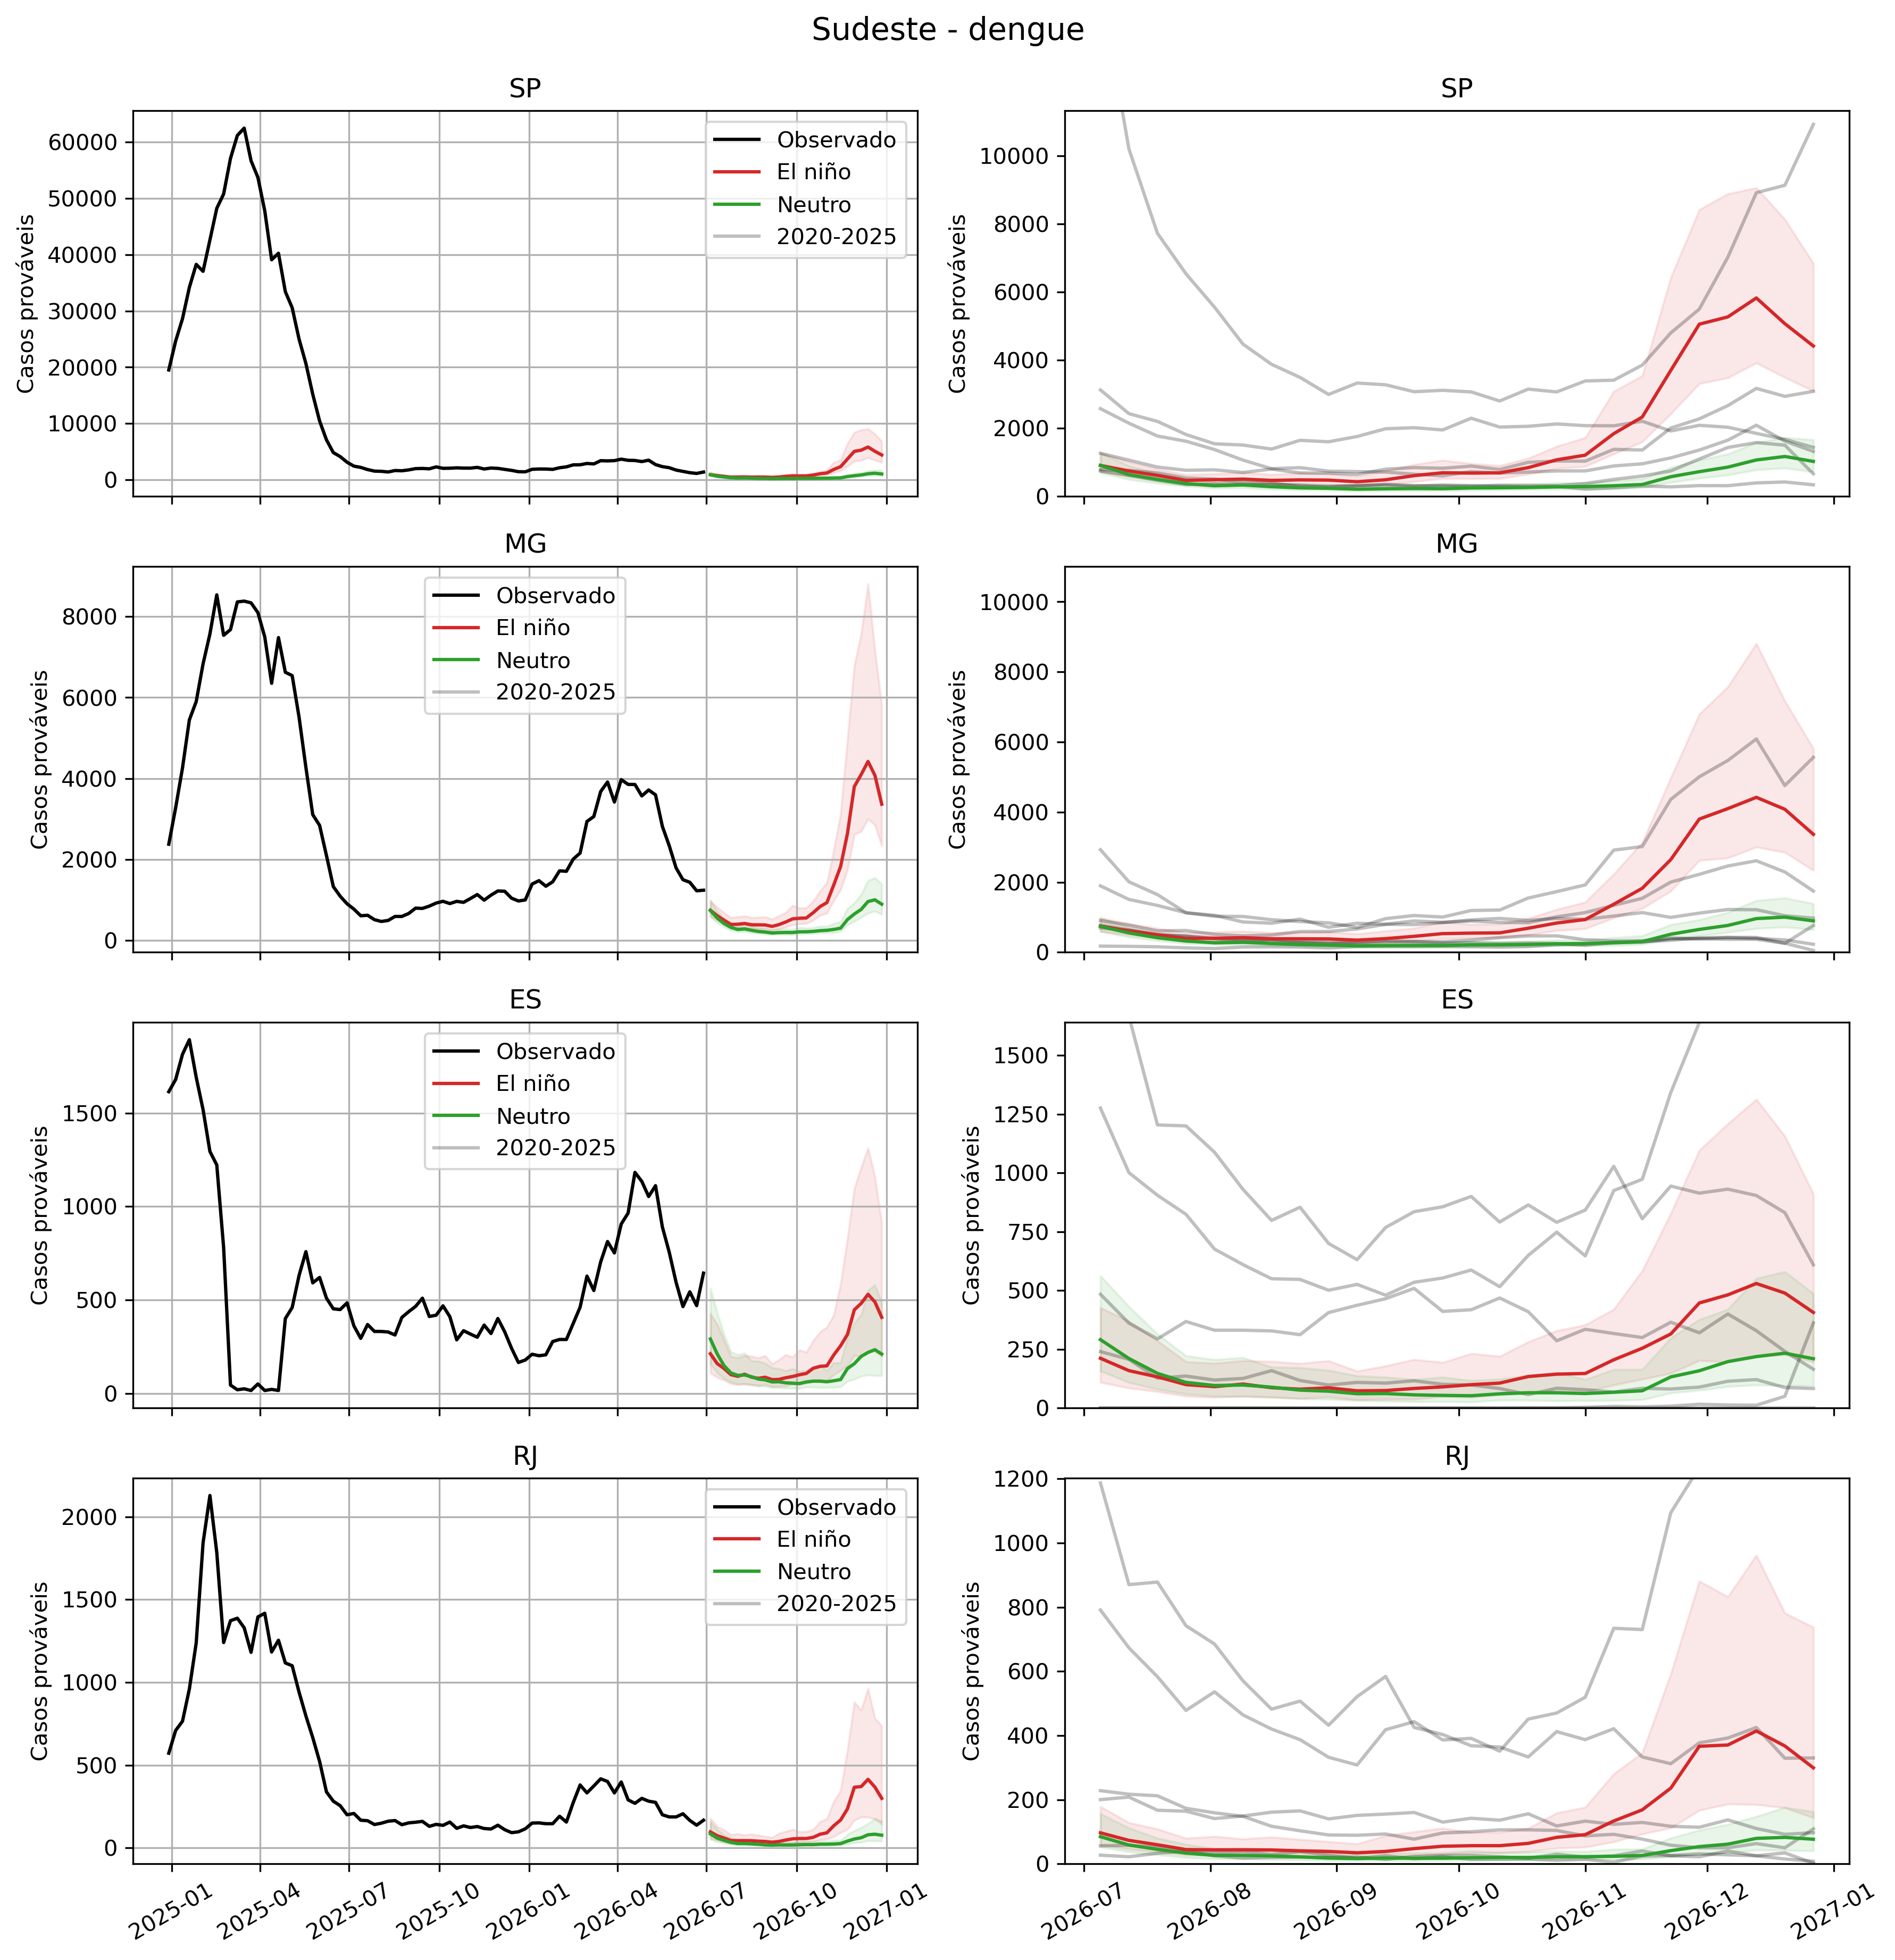 Sudeste - dengue
SP
Casos prováveis
60000
50000
40000
30000
20000
10000
0
Observado
El niño
Neutro
2020-2025
SP
Casos prováveis
10000
8000
6000
4000
2000
0
MG
Casos prováveis
8000
6000
4000
2000
0
Observado
El niño
Neutro
2020-2025
MG
Casos prováveis
10000
8000
6000
4000
2000
0
ES
Casos prováveis
1500
1000
500
0
Observado
El niño
Neutro
2020-2025
ES
Casos prováveis
1500
1250
1000
750
500
250
0
RJ
Casos prováveis
2000
1500
1000
500
0
Observado
El niño
Neutro
2020-2025
2025-01
2025-04
2025-07
2025-10
2026-01
2026-04
2026-07
2026-10
2027-01
RJ
Casos prováveis
1200
1000
800
600
400
200
0
2026-07
2026-08
2026-09
2026-10
2026-11
2026-12
2027-01